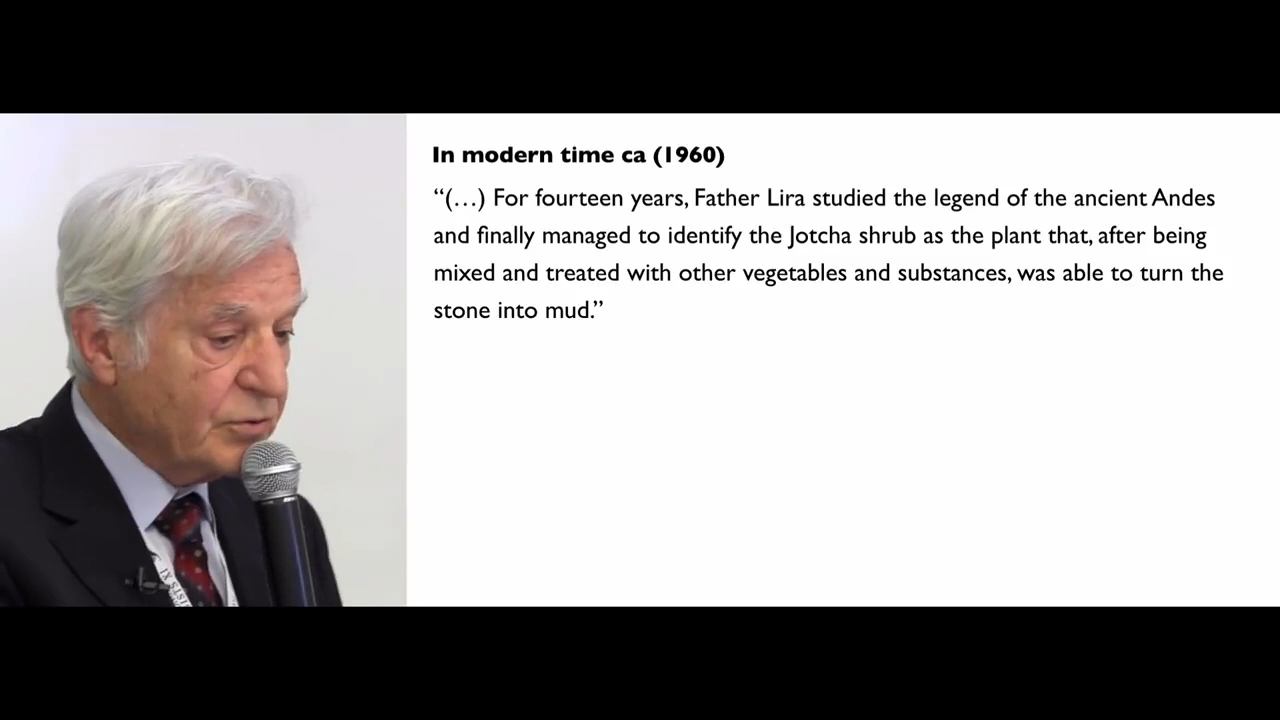 In modern time ca (1960)
“(…) For fourteen years, Father Lira studied the legend of the ancient Andes
and finally managed to identify the Jotcha shrub as the plant that, after being
mixed and treated with other vegetables and substances, was able to turn the
stone into mud.”